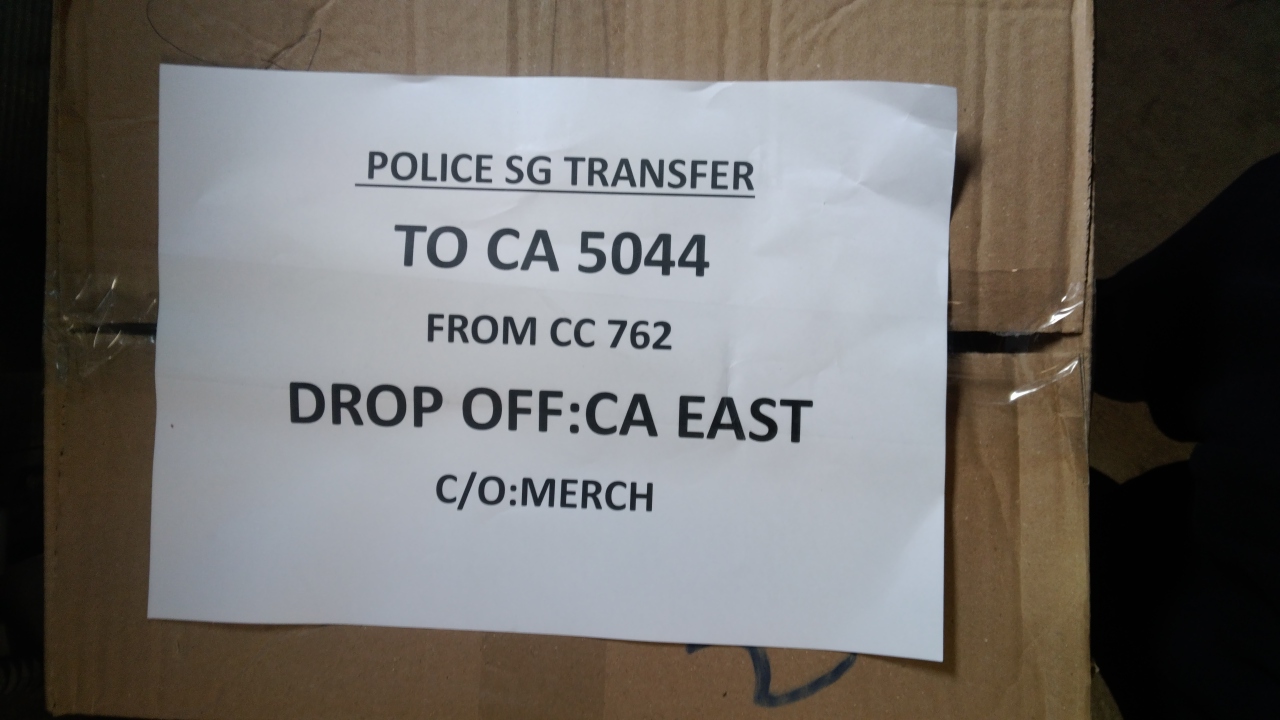 POLICE SG TRANSFER
TO CA 5044
FROM CC 762
DROP OFF:CA EAST
C/O:MERCH